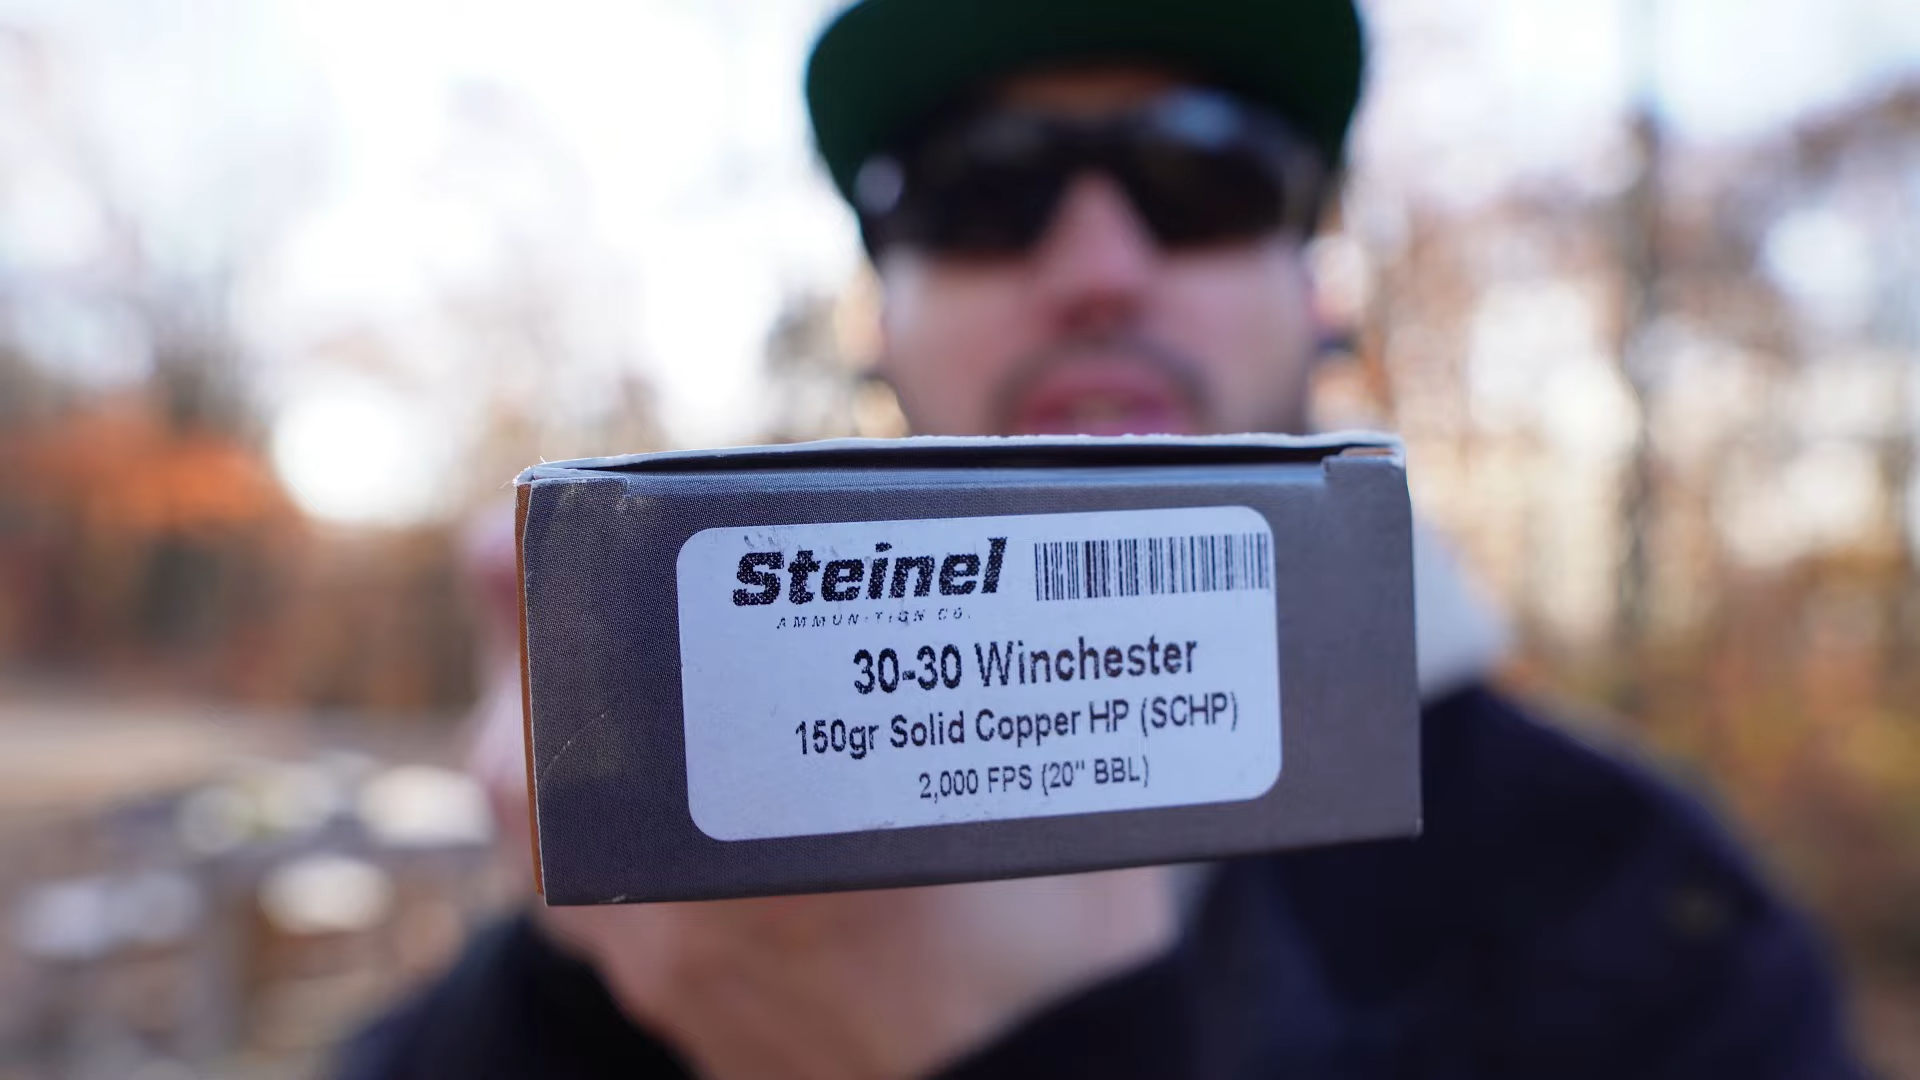 Steinel
AMMUNITION CO.
30-30 Winchester
150gr Solid Copper HP (SCHP)
2,000 FPS (20" BBL)